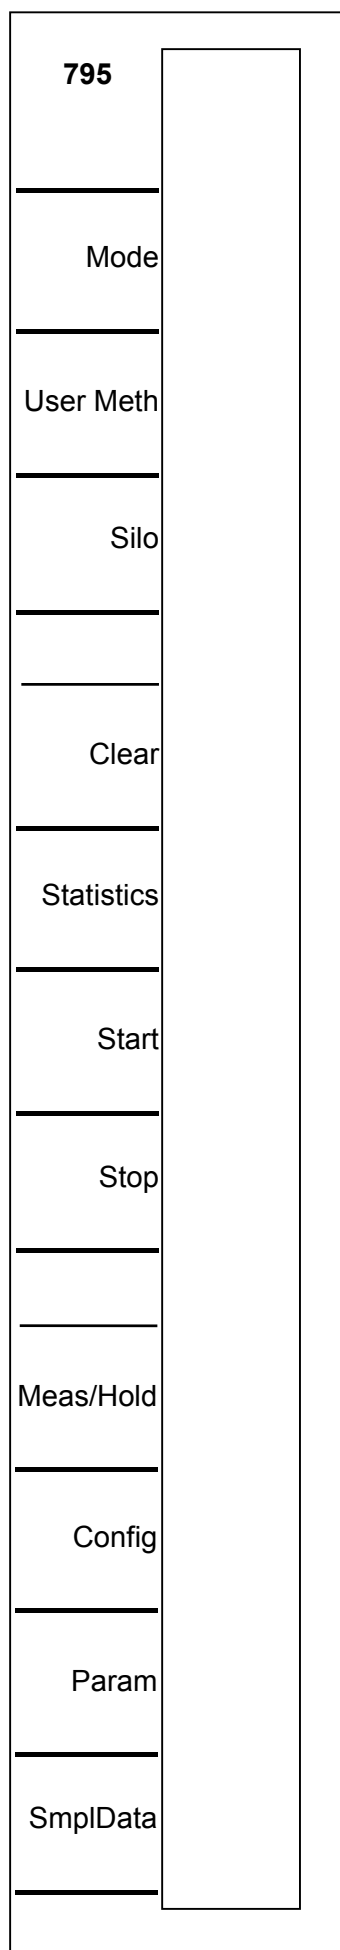 795
Mode
User Meth
Silo
Clear
Statistics
Start
Stop
Meas/Hold
Config
Param
SmplData